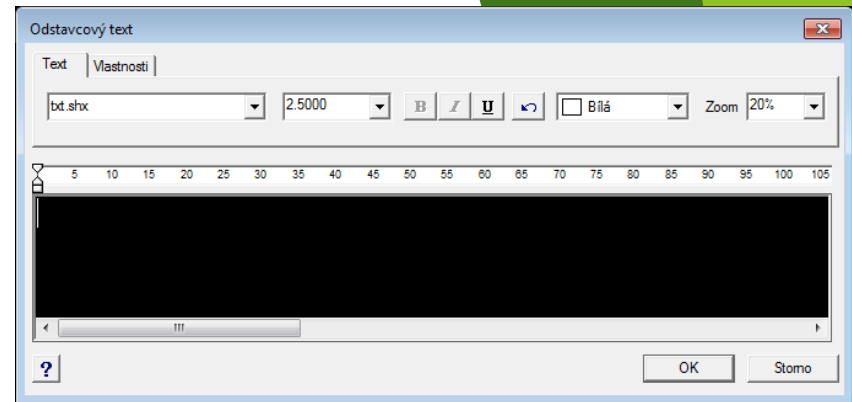 Odstavcový text
Text Vlastnosti
txt.shx 2.5000 B I U Bílá Zoom 20%
5 10 15 20 25 30 35 40 45 50 55 60 65 70 75 80 85 90 95 100 105
? OK Storno